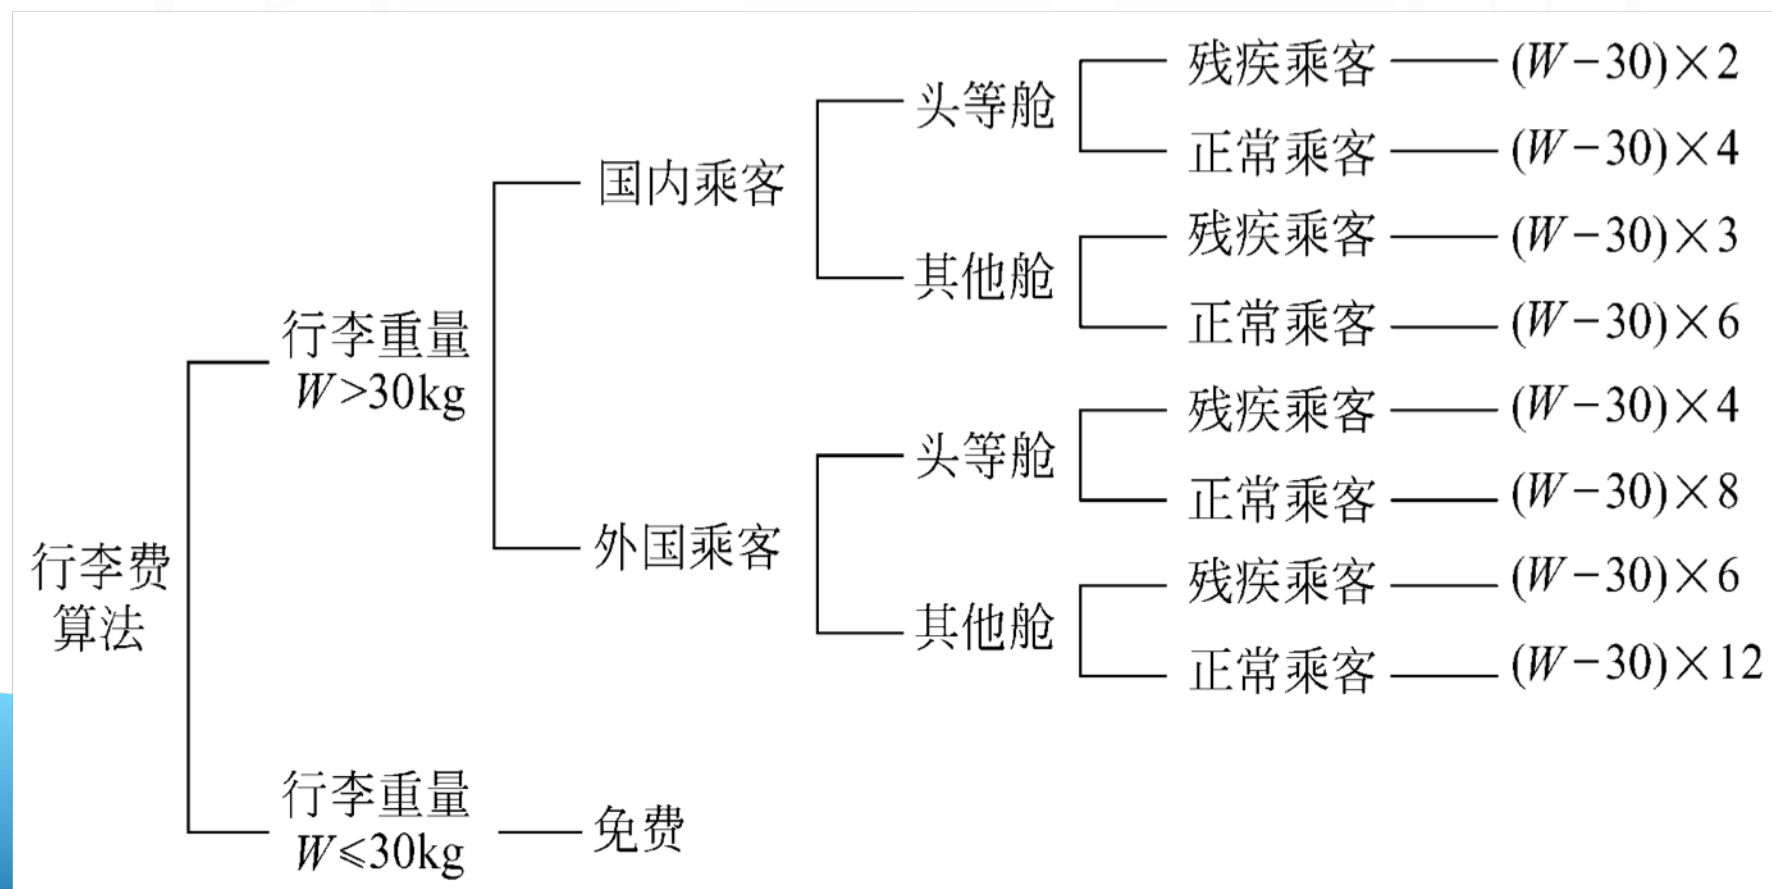 行李费
算法
行李重量
W>30kg
国内乘客
头等舱
残疾乘客
(W-30)×2
正常乘客
(W-30)×4
其他舱
残疾乘客
(W-30)×3
正常乘客
(W-30)×6
外国乘客
头等舱
残疾乘客
(W-30)×4
正常乘客
(W-30)×8
其他舱
残疾乘客
(W-30)×6
正常乘客
(W-30)×12
行李重量
W≤30kg
免费